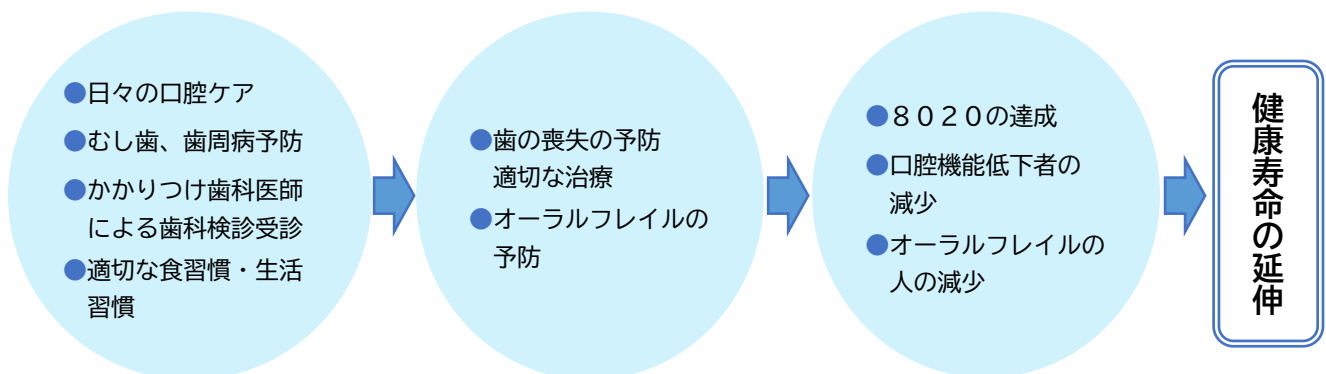 ●日々の口腔ケア
●むし歯、歯周病予防
●かかりつけ歯科医師
による歯科検診受診
●適切な食習慣・生活
習慣
●歯の喪失の予防
適切な治療
●オーラルフレイルの
予防
●８０２０の達成
●口腔機能低下者の
減少
●オーラルフレイルの
人の減少
健康寿命の延伸